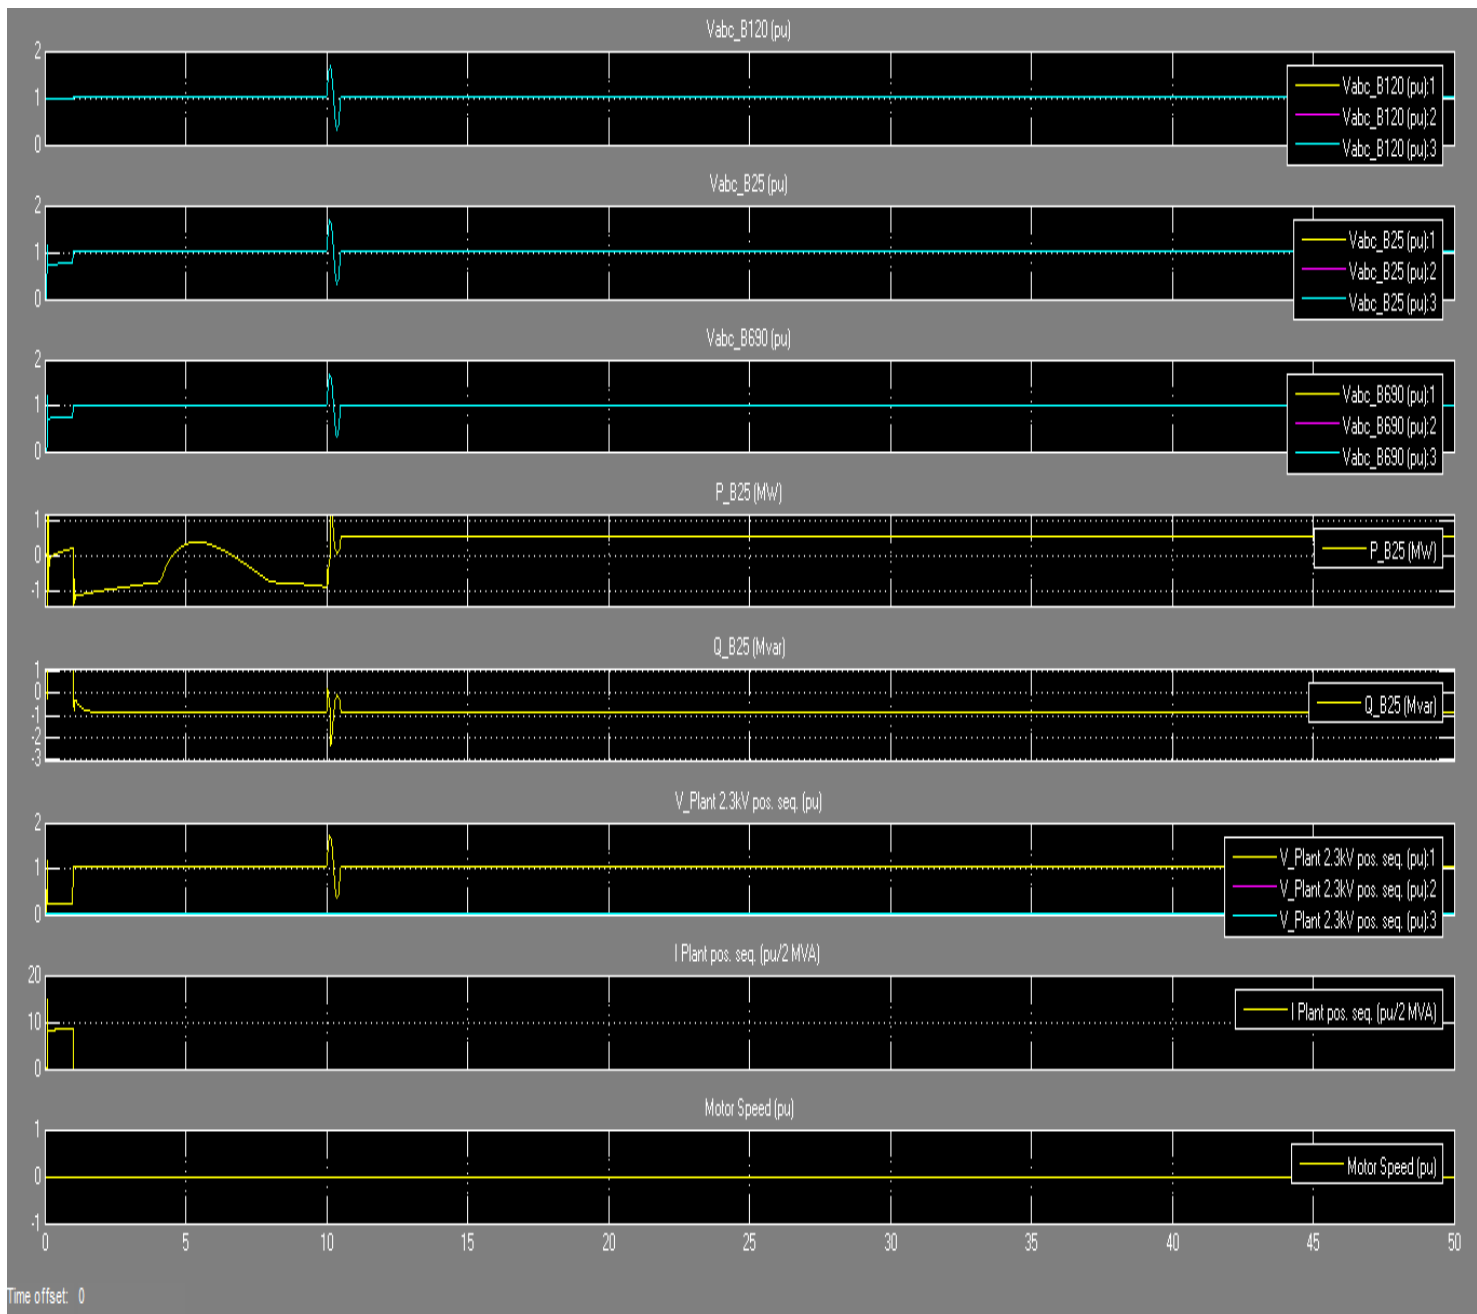 Vabc_B120 (pu)
2
1
0
Vabc_B120 (pu):1
Vabc_B120 (pu):2
Vabc_B120 (pu):3
Vabc_B25 (pu)
2
1
0
Vabc_B25 (pu):1
Vabc_B25 (pu):2
Vabc_B25 (pu):3
Vabc_B690 (pu)
2
1
0
Vabc_B690 (pu):1
Vabc_B690 (pu):2
Vabc_B690 (pu):3
P_B25 (MW)
1
0
-1
P_B25 (MW)
Q_B25 (Mvar)
1
0
-1
-2
-3
Q_B25 (Mvar)
V_Plant 2.3kV pos. seq. (pu)
2
1
0
V_Plant 2.3kV pos. seq. (pu):1
V_Plant 2.3kV pos. seq. (pu):2
V_Plant 2.3kV pos. seq. (pu):3
I Plant pos. seq. (pu/2 MVA)
20
10
0
I Plant pos. seq. (pu/2 MVA)
Motor Speed (pu)
1
0
-1
Motor Speed (pu)
0 5 10 15 20 25 30 35 40 45 50
Time offset: 0